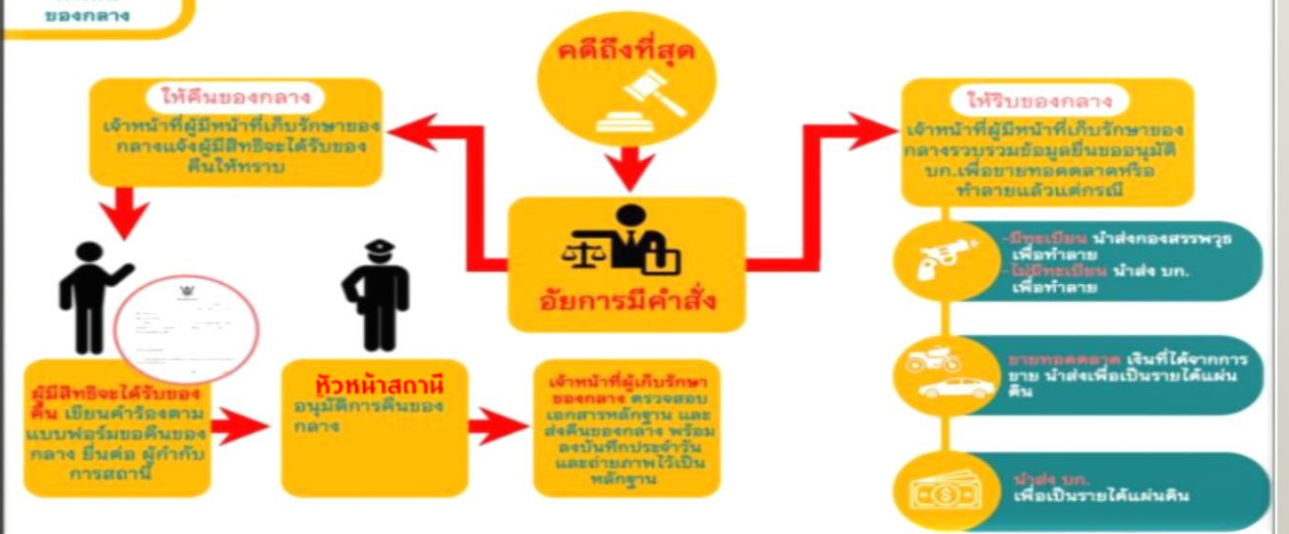 ของกลาง
คดีถึงที่สุด
ให้คืนของกลาง
เจ้าหน้าที่ผู้มีหน้าที่เก็บรักษาของ
กลางแจ้งผู้มีสิทธิจะได้รับของ
คืนให้ทราบ
อัยการมีคำสั่ง
ผู้มีสิทธิจะได้รับของ
คืน เขียนคำร้องตาม
แบบฟอร์มขอคืนของ
กลาง ยื่นต่อ ผู้กำกับ
การสถานี
หัวหน้าสถานี
อนุมัติการคืนของ
กลาง
เจ้าหน้าที่ผู้เก็บรักษา
ของกลาง ตรวจสอบ
เอกสารหลักฐาน และ
ส่งคืนของกลาง พร้อม
ลงบันทึกประจำวัน
และถ่ายภาพไว้เป็น
หลักฐาน
ให้ริบของกลาง
เจ้าหน้าที่ผู้มีหน้าที่เก็บรักษาของ
กลางรวบรวมข้อมูลยื่นขออนุมัติ
บก.เพื่อขายทอดตลาดหรือ
ทำลายแล้วแต่กรณี
-มีทะเบียน นำส่งกองสรรพาวุธ
เพื่อทำลาย
-ไม่มีทะเบียน นำส่ง บก.
เพื่อทำลาย
ขายทอดตลาด เงินที่ได้จากการ
ขาย นำส่งเพื่อเป็นรายได้แผ่น
ดิน
นำส่ง บก.
เพื่อเป็นรายได้แผ่นดิน